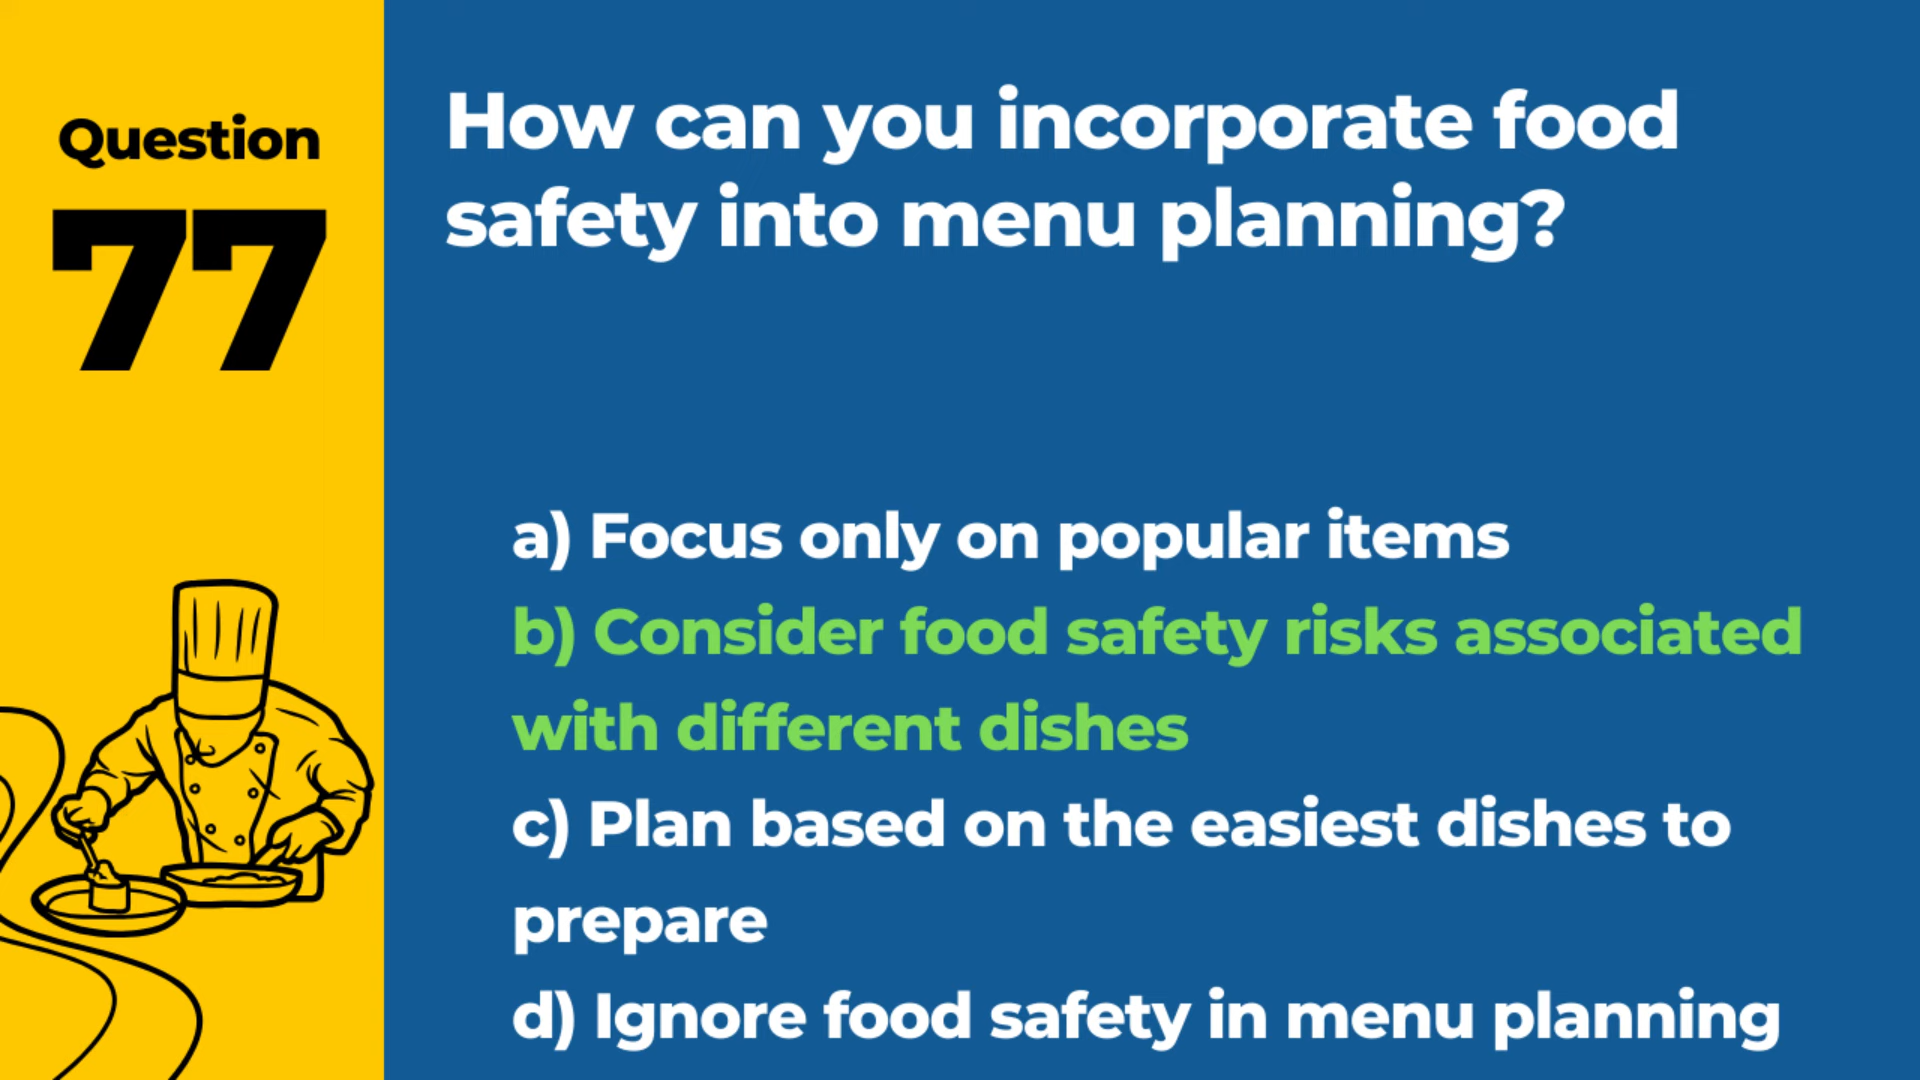 Question
77
How can you incorporate food
safety into menu planning?
a) Focus only on popular items
b) Consider food safety risks associated
with different dishes
c) Plan based on the easiest dishes to
prepare
d) Ignore food safety in menu planning